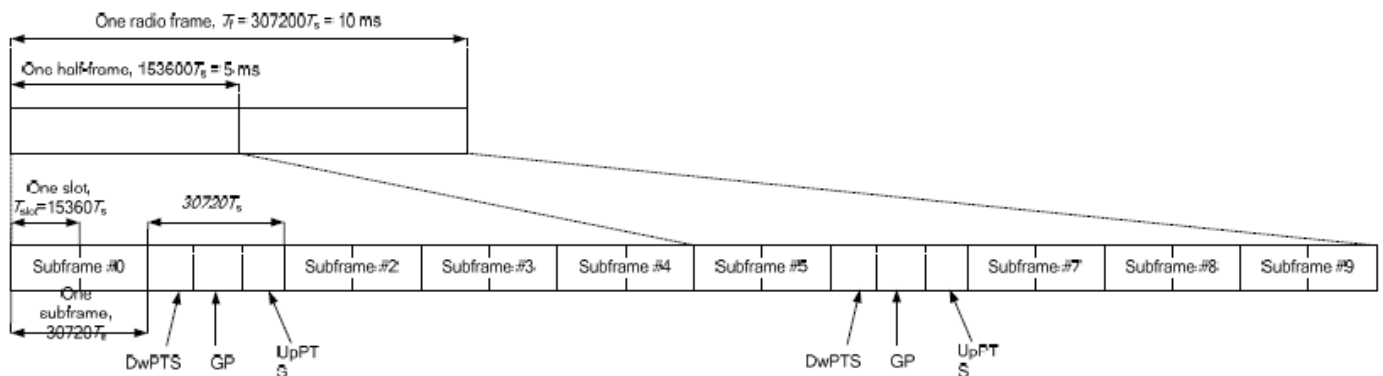 One radio frame, Tf = 307200Ts = 10 ms
One half-frame, 153600Ts = 5 ms
One slot,
Tslot=15360Ts
30720Ts
Subframe #0
Subframe #2
Subframe #3
Subframe #4
Subframe #5
Subframe #7
Subframe #8
Subframe #9
One
subframe,
30720Ts
DwPTS
GP
UpPT
S
DwPTS
GP
UpPT
S